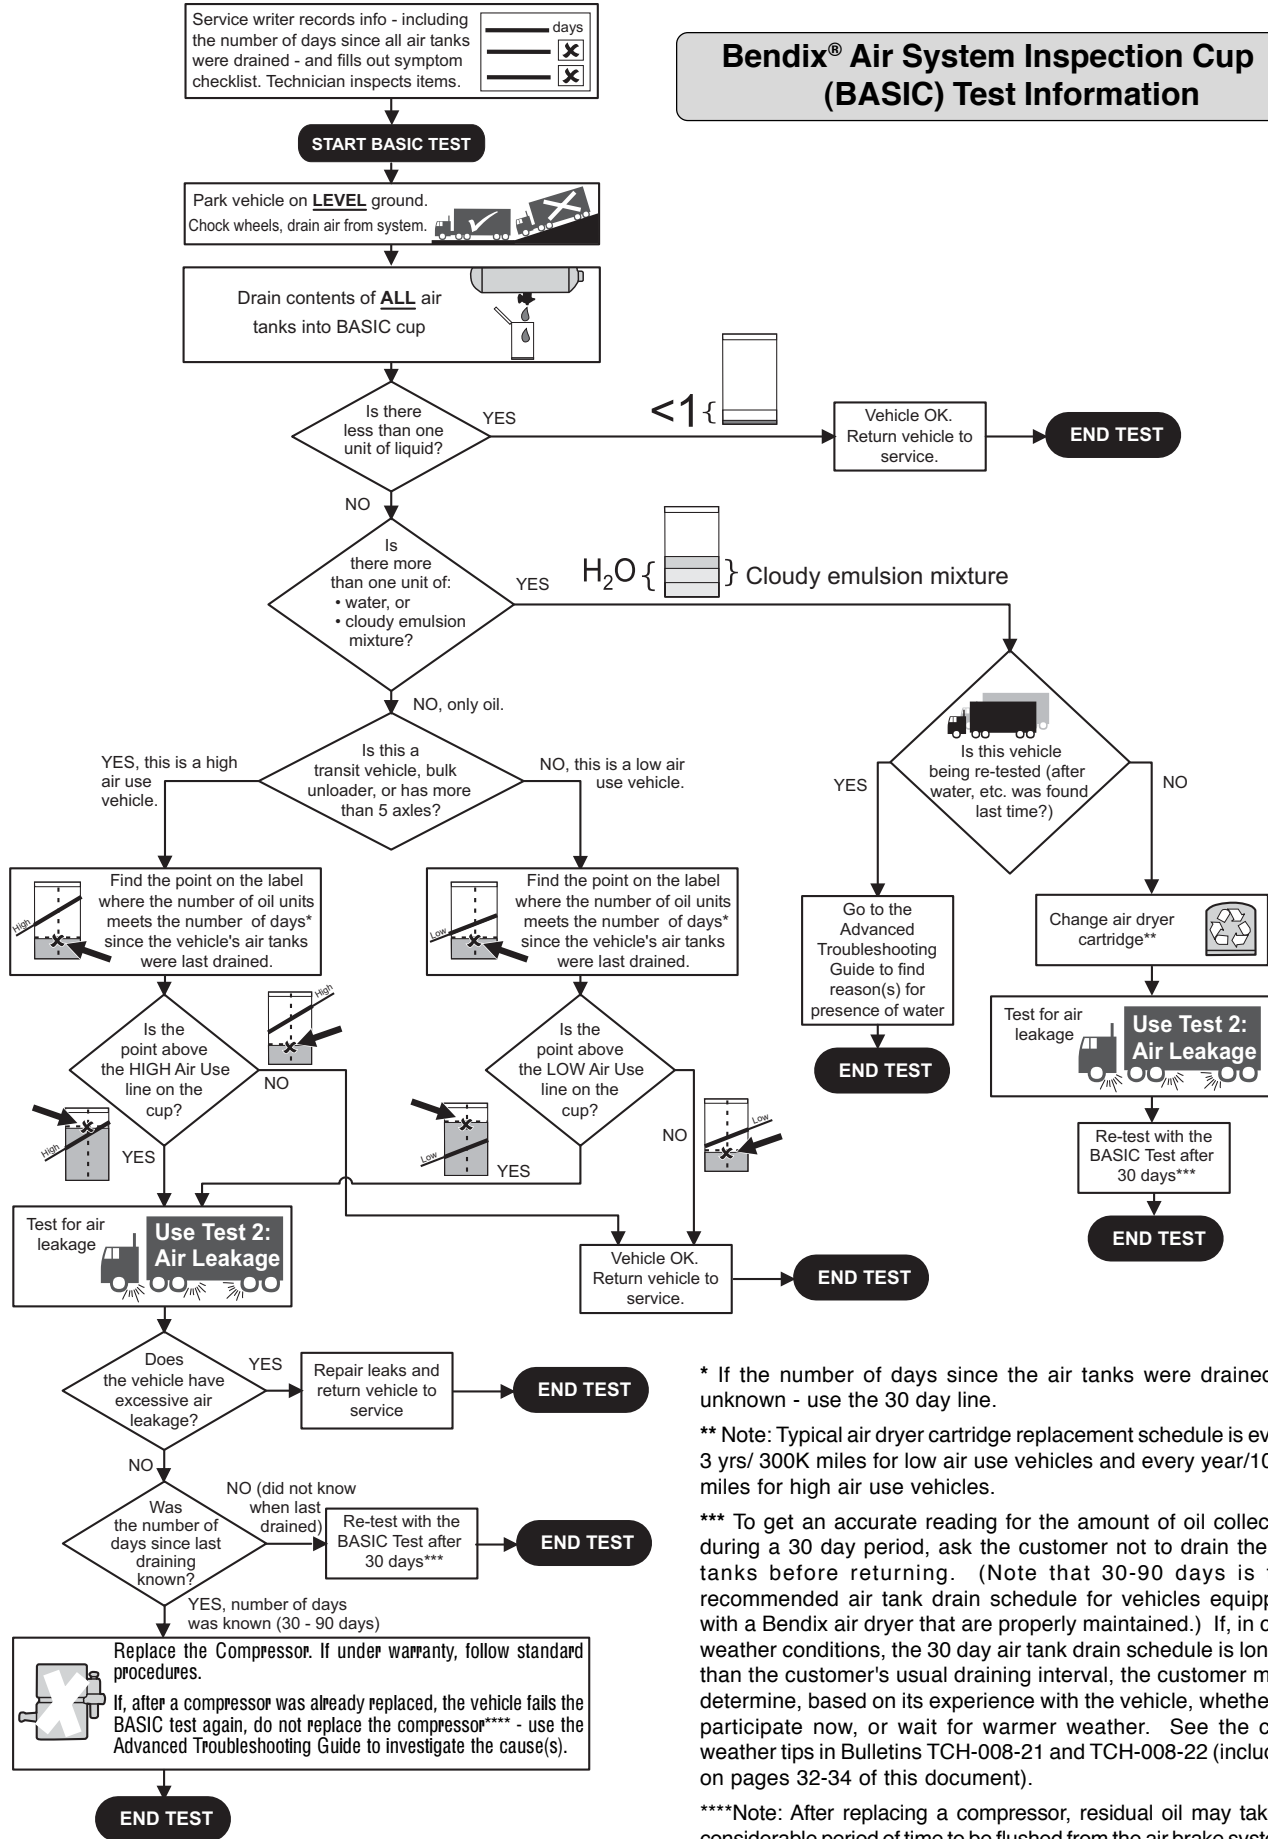 Service writer records info - including
the number of days since all air tanks
were drained - and fills out symptom
checklist. Technician inspects items.
days
Bendix® Air System Inspection Cup
(BASIC) Test Information
START BASIC TEST
Park vehicle on LEVEL ground.
Chock wheels, drain air from system.
Drain contents of ALL air
tanks into BASIC cup
Is there
less than one
unit of liquid?
YES
<1 {
Vehicle OK.
Return vehicle to
service.
END TEST
NO
Is
there more
than one unit of:
• water, or
• cloudy emulsion
mixture?
YES
H₂O {
} Cloudy emulsion mixture
NO, only oil.
Is this a
transit vehicle, bulk
unloader, or has more
than 5 axles?
YES, this is a high
air use
vehicle.
NO, this is a low air
use vehicle.
Is this vehicle
being re-tested (after
water, etc. was found
last time?)
YES
NO
High
Find the point on the label
where the number of oil units
meets the number of days*
since the vehicle's air tanks
were last drained.
Low
Find the point on the label
where the number of oil units
meets the number of days*
since the vehicle's air tanks
were last drained.
Go to the
Advanced
Troubleshooting
Guide to find
reason(s) for
presence of water
END TEST
Change air dryer
cartridge**
Test for air
leakage
Use Test 2:
Air Leakage
Re-test with the
BASIC Test after
30 days***
END TEST
Is the
point above
the HIGH Air Use
line on the
cup?
High
NO
High
YES
Is the
point above
the LOW Air Use
line on the
cup?
Low
NO
Low
YES
Test for air
leakage
Use Test 2:
Air Leakage
Vehicle OK.
Return vehicle to
service.
END TEST
Does
the vehicle have
excessive air
leakage?
YES
Repair leaks and
return vehicle to
service
END TEST
NO
Was
the number of
days since last
draining
known?
NO (did not know
when last
drained)
Re-test with the
BASIC Test after
30 days***
END TEST
YES, number of days
was known (30 - 90 days)
Replace the Compressor. If under warranty, follow standard
procedures.
If, after a compressor was already replaced, the vehicle fails the
BASIC test again, do not replace the compressor**** - use the
Advanced Troubleshooting Guide to investigate the cause(s).
END TEST
* If the number of days since the air tanks were drained
unknown - use the 30 day line.
** Note: Typical air dryer cartridge replacement schedule is
3 yrs/ 300K miles for low air use vehicles and every
miles for high air use vehicles.
*** To get an accurate reading for the amount of oil
during a 30 day period, ask the customer not to drain the
tanks before returning. (Note that 30-90 days is
recommended air tank drain schedule for vehicles
with a Bendix air dryer that are properly maintained.) If, in
weather conditions, the 30 day air tank drain schedule is
than the customer's usual draining interval, the customer
determine, based on its experience with the vehicle, whether
participate now, or wait for warmer weather. See the
weather tips in Bulletins TCH-008-21 and TCH-008-22
on pages 32-34 of this document).
****Note: After replacing a compressor, residual oil may
considerable period of time to be flushed from the air brake